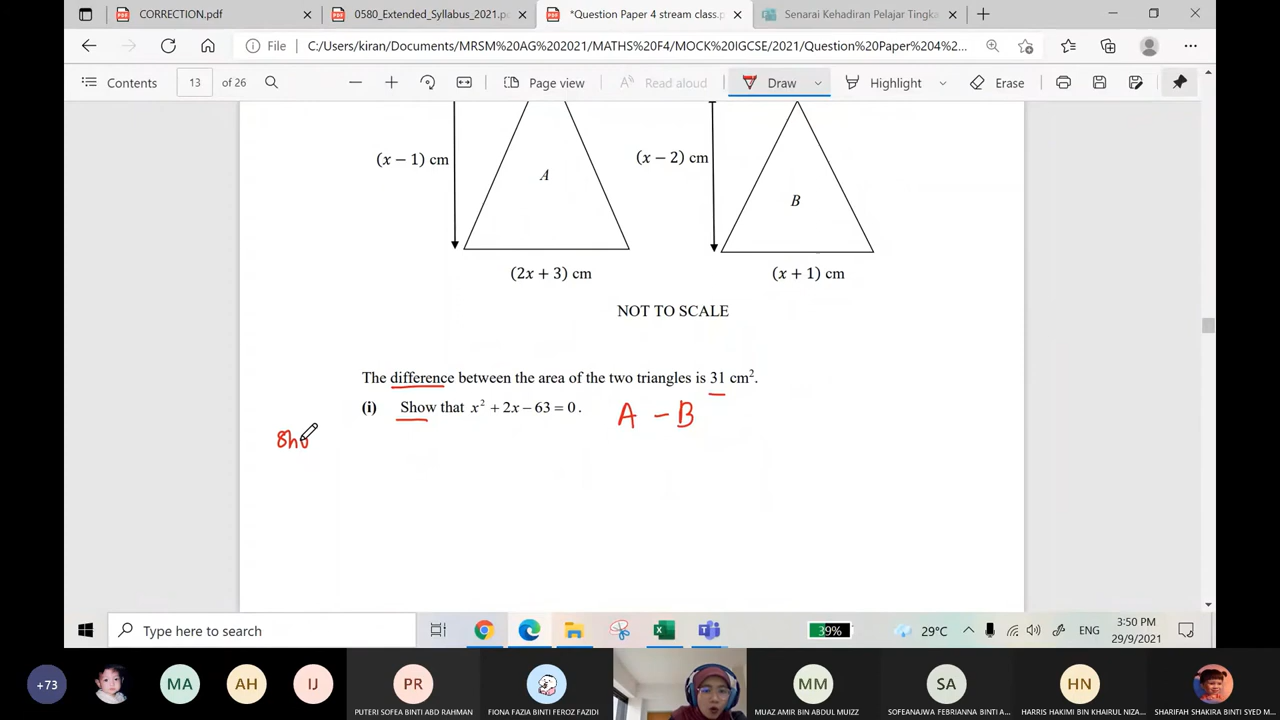 CORRECTION.pdf
0580_Extended_Syllabus_2021.p
*Question Paper 4 stream class.p
Senarai Kehadiran Pelajar Tingka
File
C:/Users/kiran/Documents/MRSM%20AG%202021/MATHS%20F4/MOCK%20IGCSE/2021/Question%20Paper%204%2...
Contents
13 of 26
Page view
Read aloud
Draw
Highlight
Erase
(x − 1) cm
A
(x − 2) cm
B
(2x + 3) cm
(x + 1) cm
NOT TO SCALE
The difference between the area of the two triangles is 31 cm².
(i) Show that x² + 2x − 63 = 0.
A − B
Sho
Type here to search
39%
29°C
ENG
3:50 PM
29/9/2021
+73
MA
AH
IJ
PR
PUTERI SOFEA BINTI ABD RAHMAN
FIONA FAZIA BINTI FEROZ FAZIDI
MM
MUAZ AMIR BIN ABDUL MUIZZ
SA
SOFEANAJWA FEBRIANNA BINTI A...
HN
HARRIS HAKIMI BIN KHAIRUL NIZA...
SHARIFAH SHAKIRA BINTI SYED M...